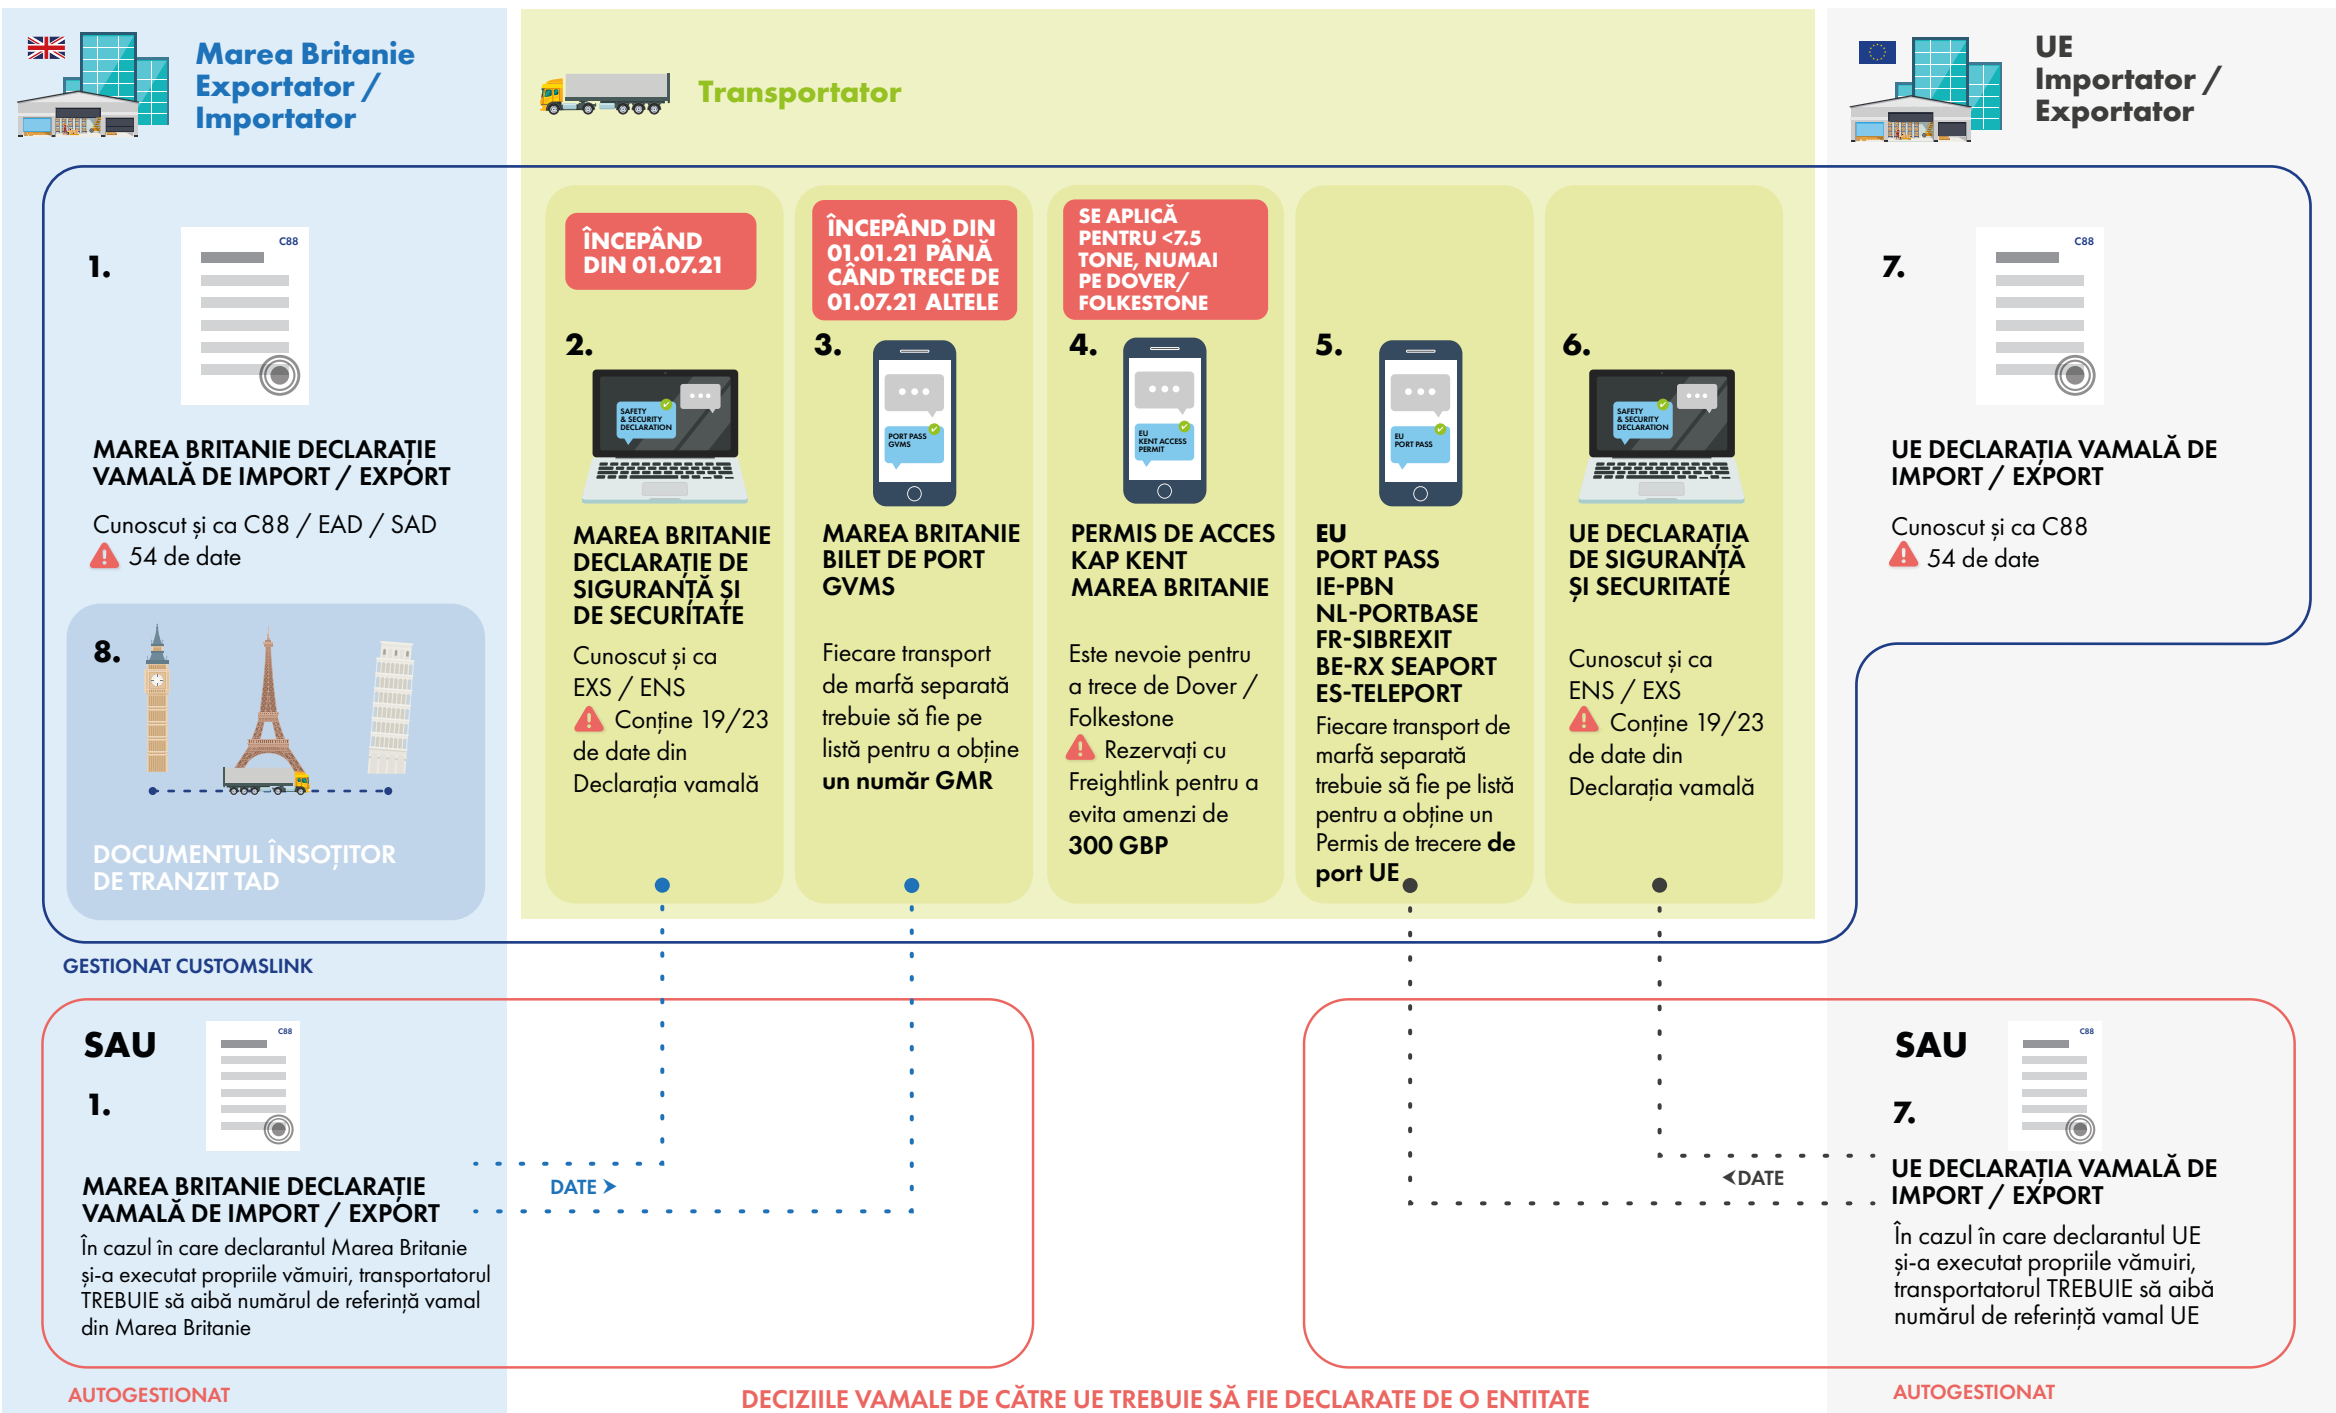 Marea Britanie
Exportator /
Importator
Transportator
UE
Importator /
Exportator
1.
C88
MAREA BRITANIE DECLARAȚIE
VAMALĂ DE IMPORT / EXPORT
Cunoscut și ca C88 / EAD / SAD
54 de date
8.
DOCUMENTUL ÎNSOȚITOR
DE TRANZIT TAD
ÎNCEPÂND
DIN 01.07.21
2.
SAFETY
& SECURITY
DECLARATION
MAREA BRITANIE
DECLARAȚIE DE
SIGURANȚĂ ȘI
DE SECURITATE
Cunoscut și ca
EXS / ENS
Conține 19/23
de date din
Declarația vamală
ÎNCEPÂND DIN
01.01.21 PÂNĂ
CÂND TRECE DE
01.07.21 ALTELE
3.
PORT PASS
GVMS
MAREA BRITANIE
BILET DE PORT
GVMS
Fiecare transport
de marfă separată
trebuie să fie pe
listă pentru a obține
un număr GMR
SE APLICĂ
PENTRU <7.5
TONE, NUMAI
PE DOVER/
FOLKESTONE
4.
EU
KENT ACCESS
PERMIT
PERMIS DE ACCES
KAP KENT
MAREA BRITANIE
Este nevoie pentru
a trece de Dover /
Folkestone
Rezervați cu
Freightlink pentru a
evita amenzi de
300 GBP
5.
EU
PORT PASS
EU
PORT PASS
IE-PBN
NL-PORTBASE
FR-SIBREXIT
BE-RX SEAPORT
ES-TELEPORT
Fiecare transport de
marfă separată
trebuie să fie pe listă
pentru a obține un
Permis de trecere de
port UE
6.
SAFETY
& SECURITY
DECLARATION
UE DECLARAȚIA
DE SIGURANȚĂ
ȘI SECURITATE
Cunoscut și ca
ENS / EXS
Conține 19/23
de date din
Declarația vamală
7.
C88
UE DECLARAȚIA VAMALĂ DE
IMPORT / EXPORT
Cunoscut și ca C88
54 de date
GESTIONAT CUSTOMSLINK
SAU
C88
1.
MAREA BRITANIE DECLARAȚIE
VAMALĂ DE IMPORT / EXPORT
În cazul în care declarantul Marea Britanie
și-a executat propriile vămuiri, transportatorul
TREBUIE să aibă numărul de referință vamal
din Marea Britanie
DATE >
AUTOGESTIONAT
<DATE
SAU
C88
7.
UE DECLARAȚIA VAMALĂ DE
IMPORT / EXPORT
În cazul în care declarantul UE
și-a executat propriile vămuiri,
transportatorul TREBUIE să aibă
numărul de referință vamal UE
AUTOGESTIONAT
DECIZIILE VAMALE DE CĂTRE UE TREBUIE SĂ FIE DECLARATE DE O ENTITATE